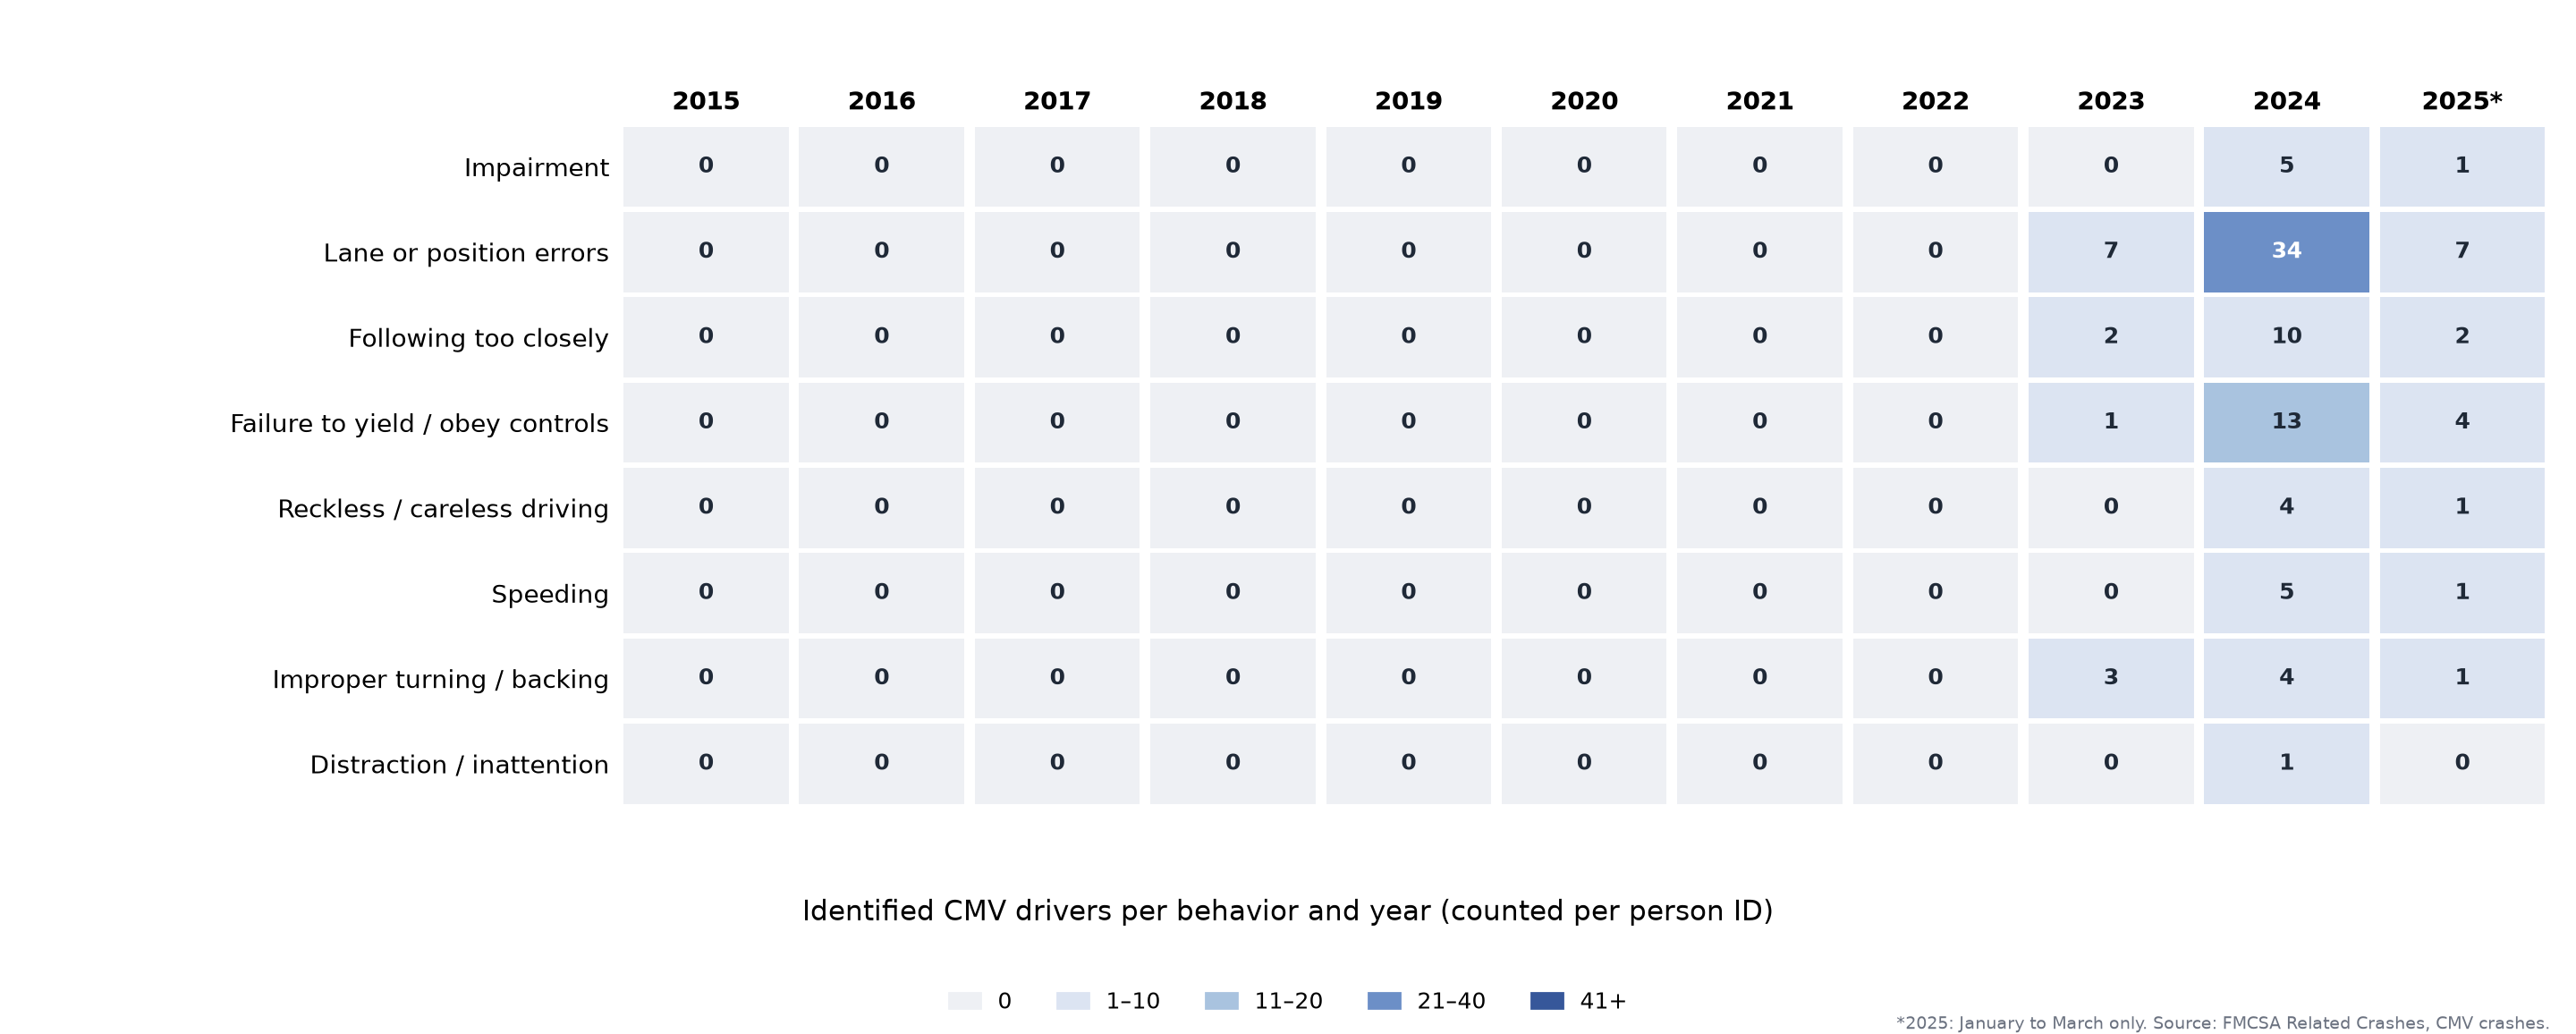 2015 2016 2017 2018 2019 2020 2021 2022 2023 2024 2025*
Impairment 0 0 0 0 0 0 0 0 0 5 1
Lane or position errors 0 0 0 0 0 0 0 0 7 34 7
Following too closely 0 0 0 0 0 0 0 0 2 10 2
Failure to yield / obey controls 0 0 0 0 0 0 0 0 1 13 4
Reckless / careless driving 0 0 0 0 0 0 0 0 0 4 1
Speeding 0 0 0 0 0 0 0 0 0 5 1
Improper turning / backing 0 0 0 0 0 0 0 0 3 4 1
Distraction / inattention 0 0 0 0 0 0 0 0 0 1 0
Identified CMV drivers per behavior and year (counted per person ID)
0 1–10 11–20 21–40 41+
*2025: January to March only. Source: FMCSA Related Crashes, CMV crashes.